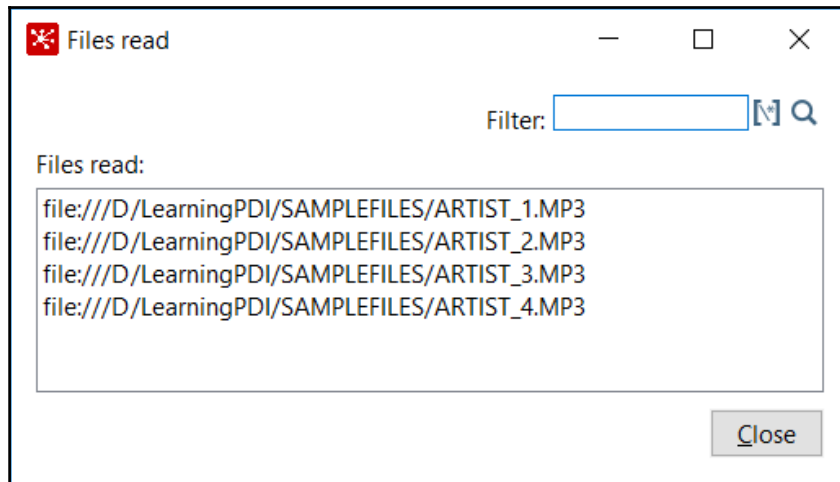 Files read
Filter:
[\*]
Files read:
file:///D/LearningPDI/SAMPLEFILES/ARTIST_1.MP3
file:///D/LearningPDI/SAMPLEFILES/ARTIST_2.MP3
file:///D/LearningPDI/SAMPLEFILES/ARTIST_3.MP3
file:///D/LearningPDI/SAMPLEFILES/ARTIST_4.MP3
Close